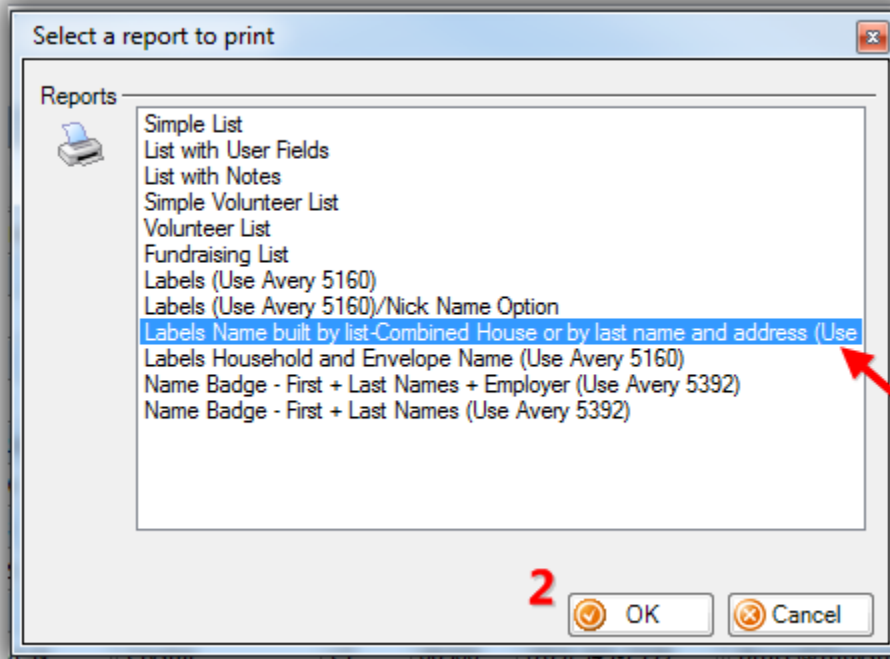 Select a report to print
Reports
Simple List
List with User Fields
List with Notes
Simple Volunteer List
Volunteer List
Fundraising List
Labels (Use Avery 5160)
Labels (Use Avery 5160)/Nick Name Option
Labels Name built by list-Combined House or by last name and address (Use
Labels Household and Envelope Name (Use Avery 5160)
Name Badge - First + Last Names + Employer (Use Avery 5392)
Name Badge - First + Last Names (Use Avery 5392)
2 OK Cancel